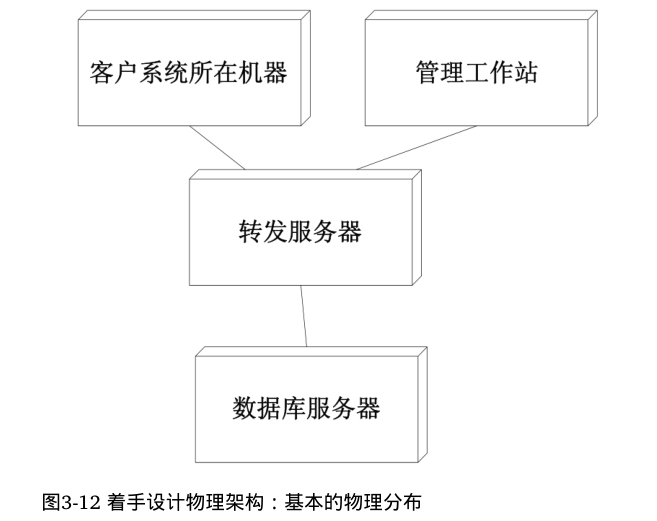 客户系统所在机器
管理工作站
转发服务器
数据库服务器
图3-12 着手设计物理架构：基本的物理分布